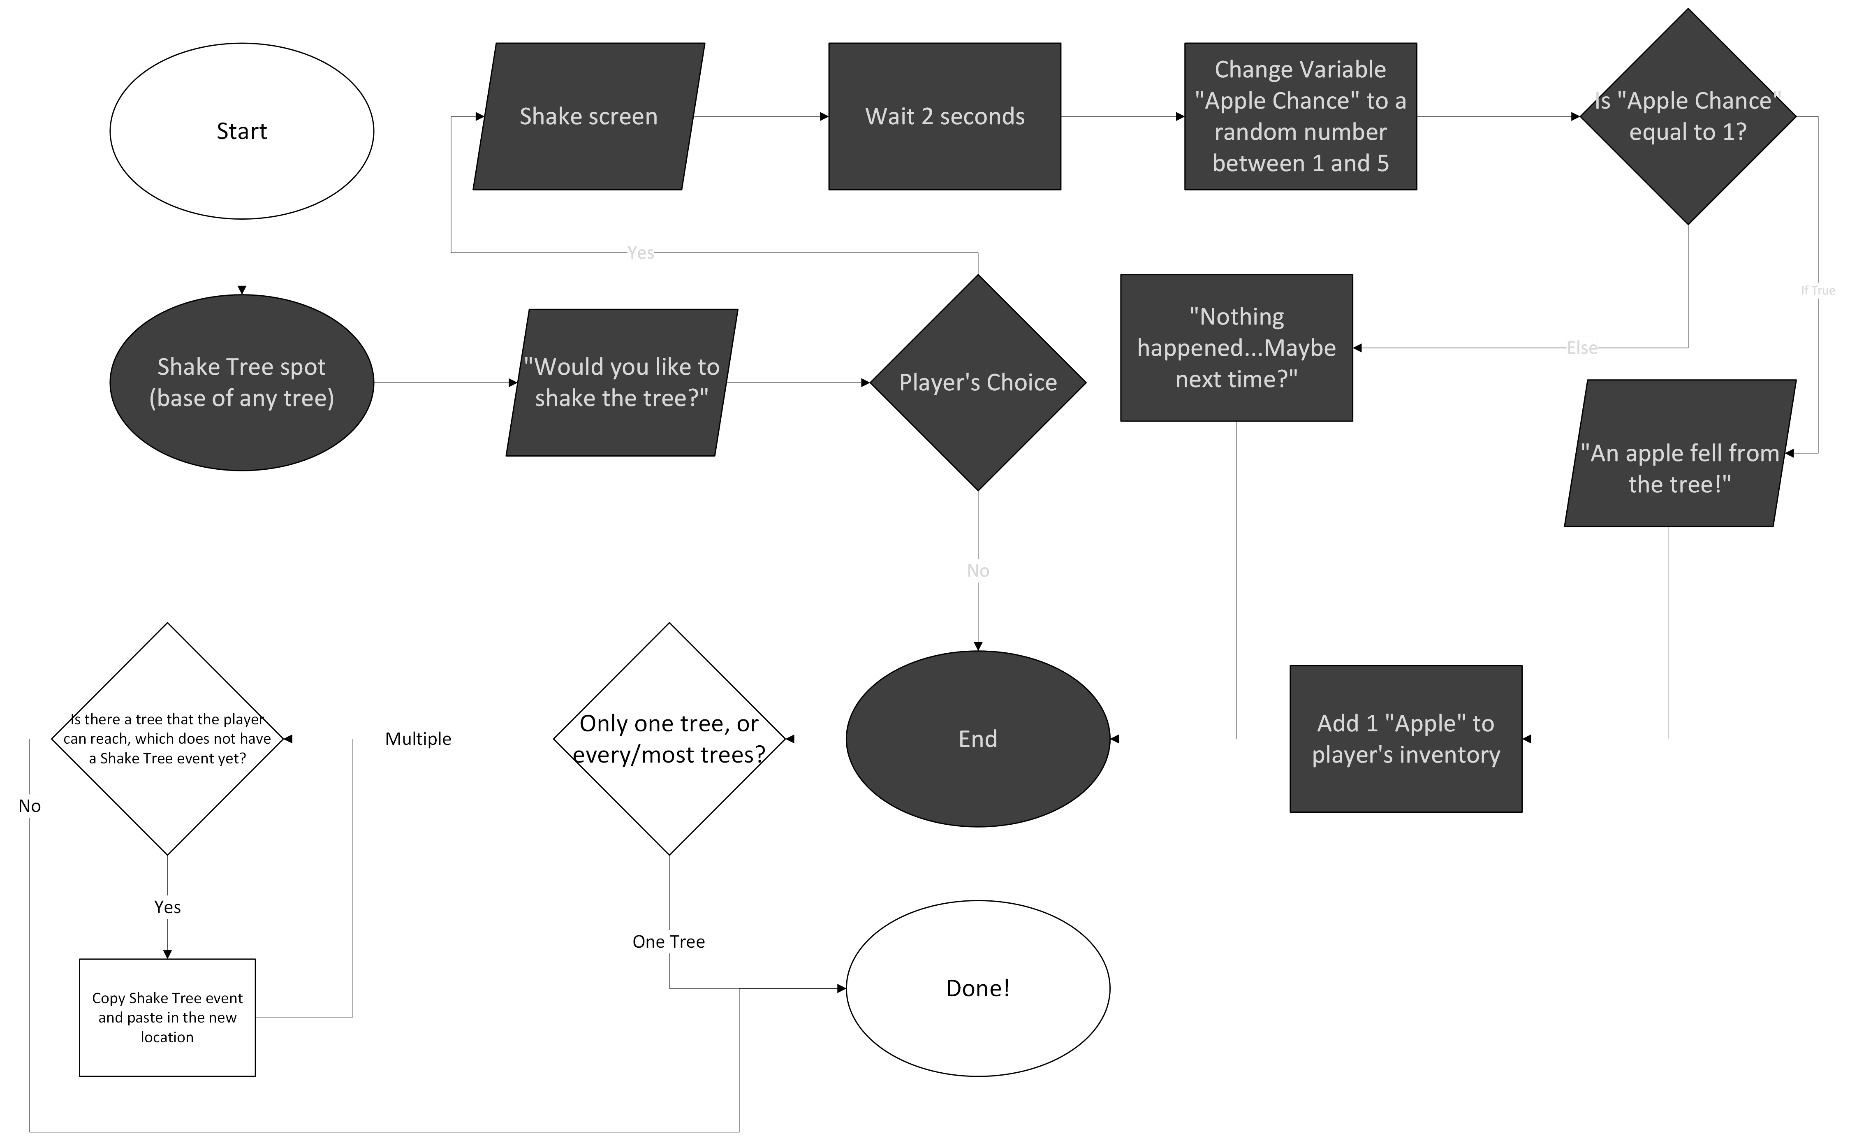 Start
Shake screen
Wait 2 seconds
Change Variable
"Apple Chance" to a
random number
between 1 and 5
Is "Apple Chance"
equal to 1?
Yes
If True
Shake Tree spot
(base of any tree)
"Would you like to
shake the tree?"
Player's Choice
"Nothing
happened...Maybe
next time?"
Else
"An apple fell from
the tree!"
No
Is there a tree that the player
can reach, which does not have
a Shake Tree event yet?
Multiple
Only one tree, or
every/most trees?
End
Add 1 "Apple" to
player's inventory
No
Yes
One Tree
Copy Shake Tree event
and paste in the new
location
Done!